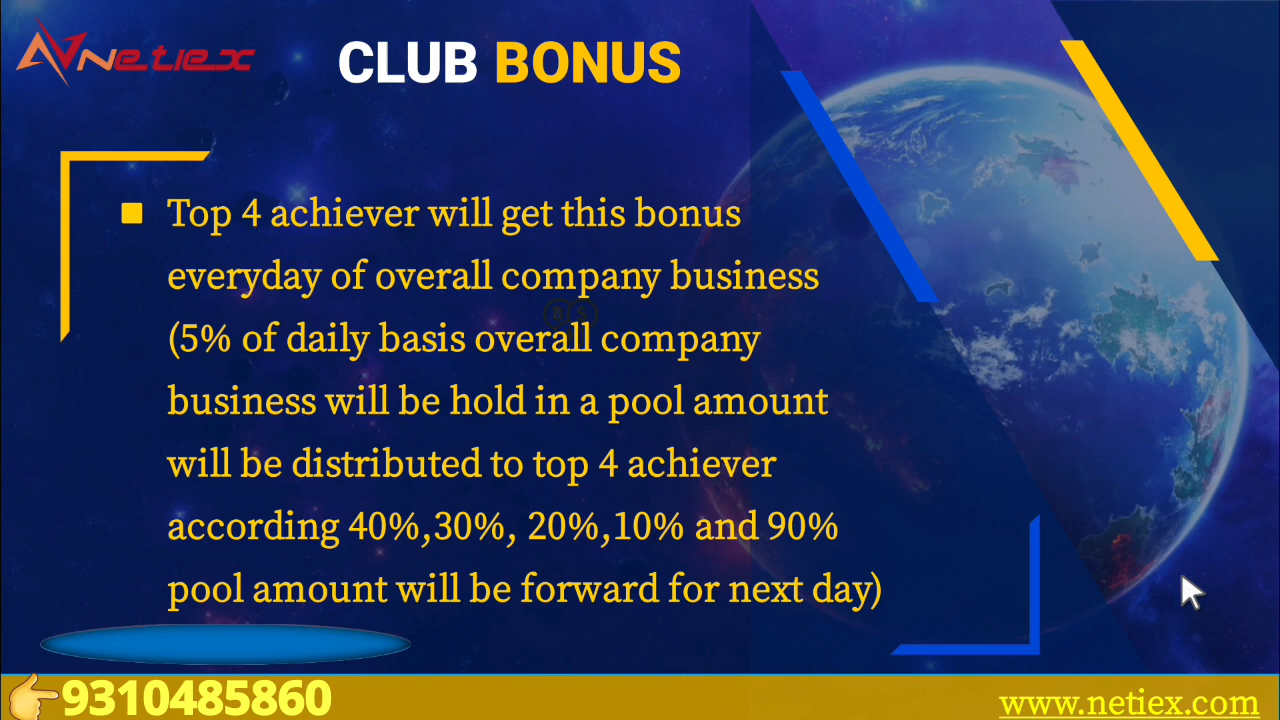 Netiex
CLUB BONUS
Top 4 achiever will get this bonus
everyday of overall company business
(5% of daily basis overall company
business will be hold in a pool amount
will be distributed to top 4 achiever
according 40%,30%, 20%,10% and 90%
pool amount will be forward for next day)
9310485860
www.netiex.com